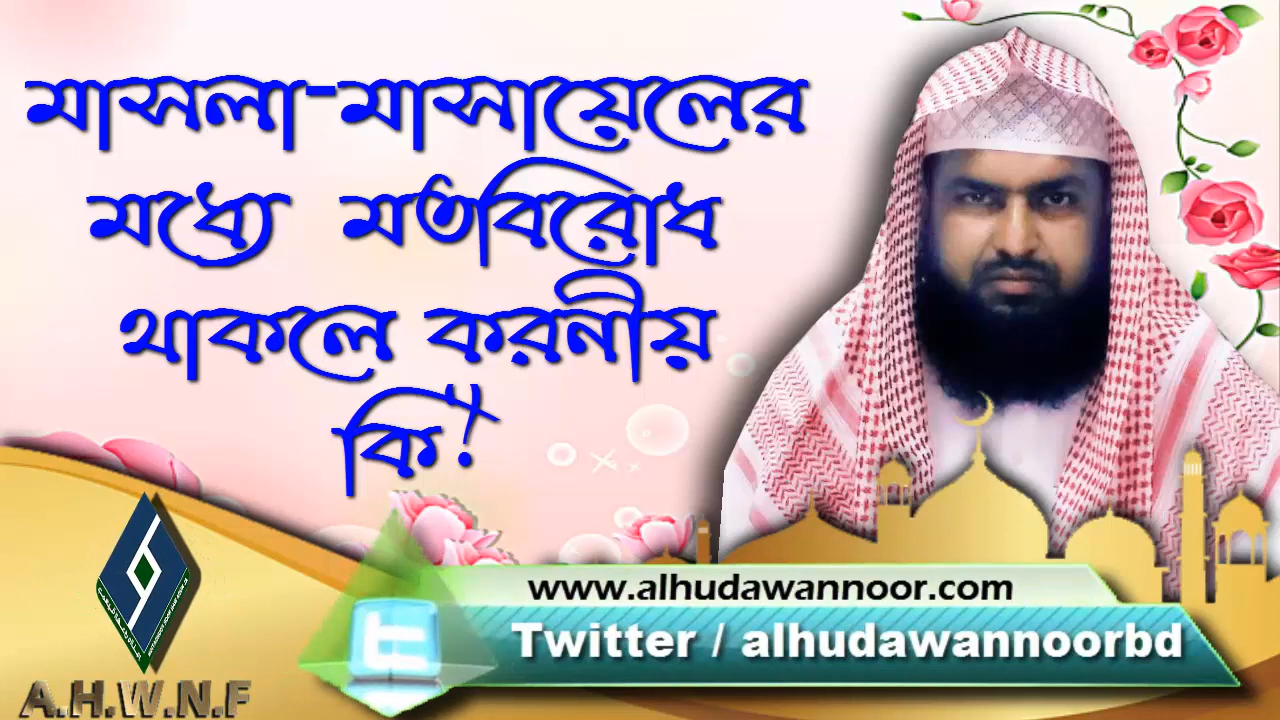 মাসলা-মাসায়েলের
মধ্যে মতবিরোধ
থাকলে করনীয়
কি!
www.alhudawannoor.com
Twitter / alhudawannoorbd
A.H.W.N.F